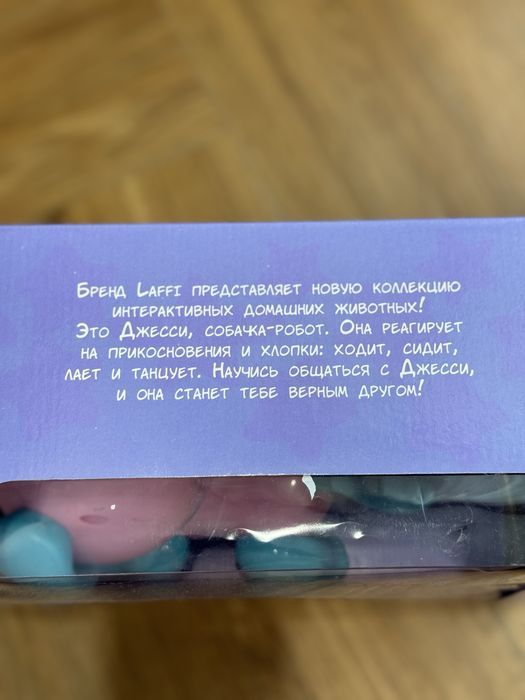 Бренд Laffi представляет новую коллекцию
интерактивных домашних животных!
Это Джесси, собачка-робот. Она реагирует
на прикосновения и хлопки: ходит, сидит,
лает и танцует. Научись общаться с Джесси,
и она станет тебе верным другом!